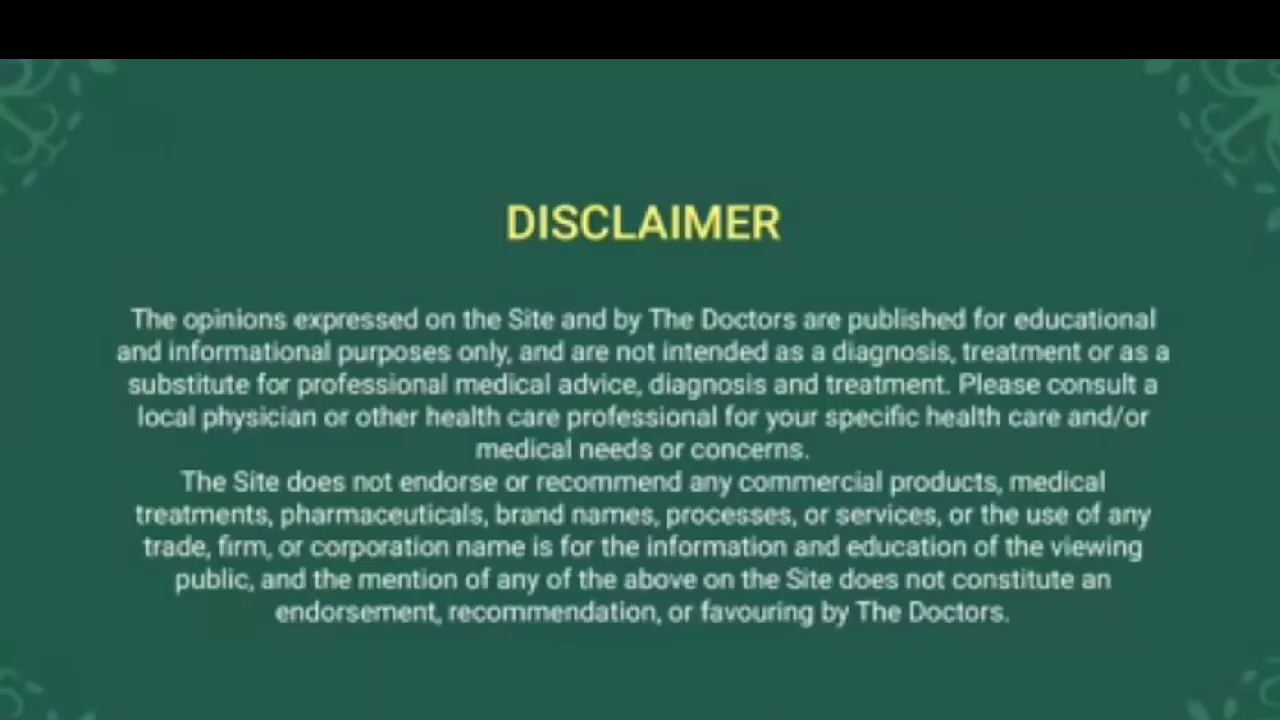 DISCLAIMER
The opinions expressed on the Site and by The Doctors are published for educational
and informational purposes only, and are not intended as a diagnosis, treatment or as a
substitute for professional medical advice, diagnosis and treatment. Please consult a
local physician or other health care professional for your specific health care and/or
medical needs or concerns.
The Site does not endorse or recommend any commercial products, medical
treatments, pharmaceuticals, brand names, processes, or services, or the use of any
trade, firm, or corporation name is for the information and education of the viewing
public, and the mention of any of the above on the Site does not constitute an
endorsement, recommendation, or favouring by The Doctors.